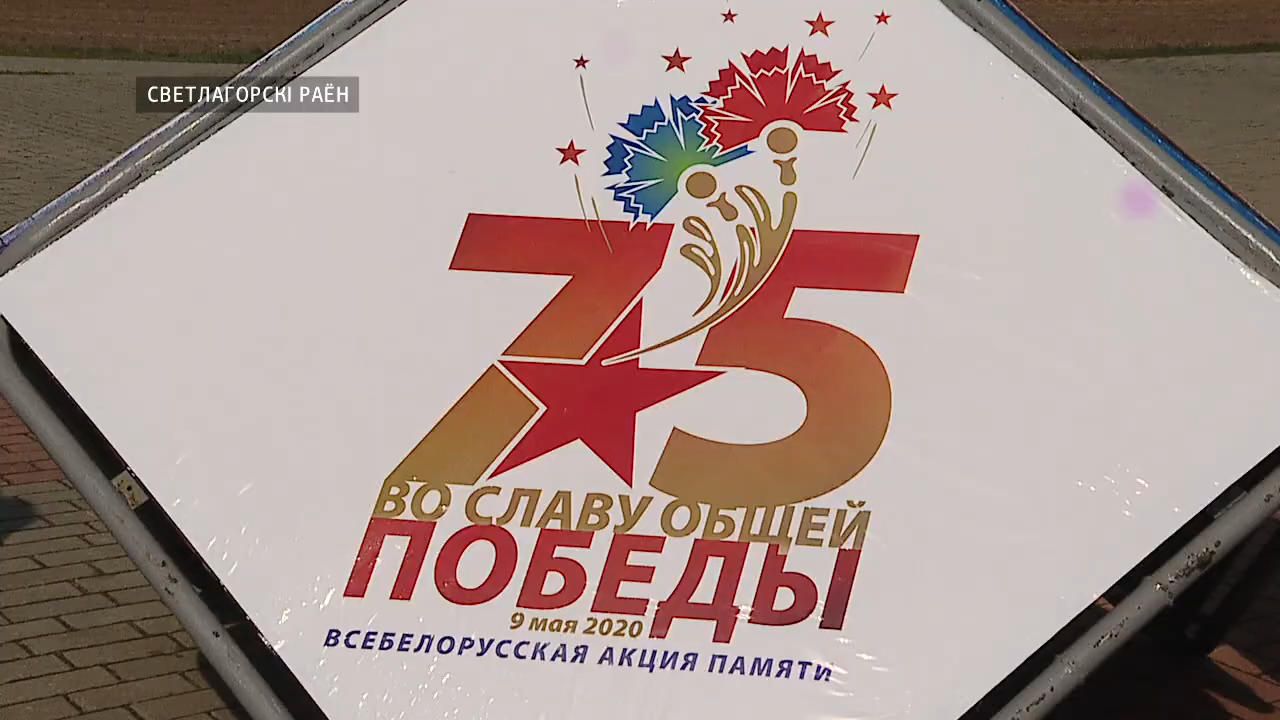 СВЕТЛАГОРСКІ РАЁН
75
ВО СЛАВУ ОБЩЕЙ
ПОБЕДЫ
9 мая 2020
ВСЕБЕЛОРУССКАЯ АКЦИЯ ПАМЯТИ